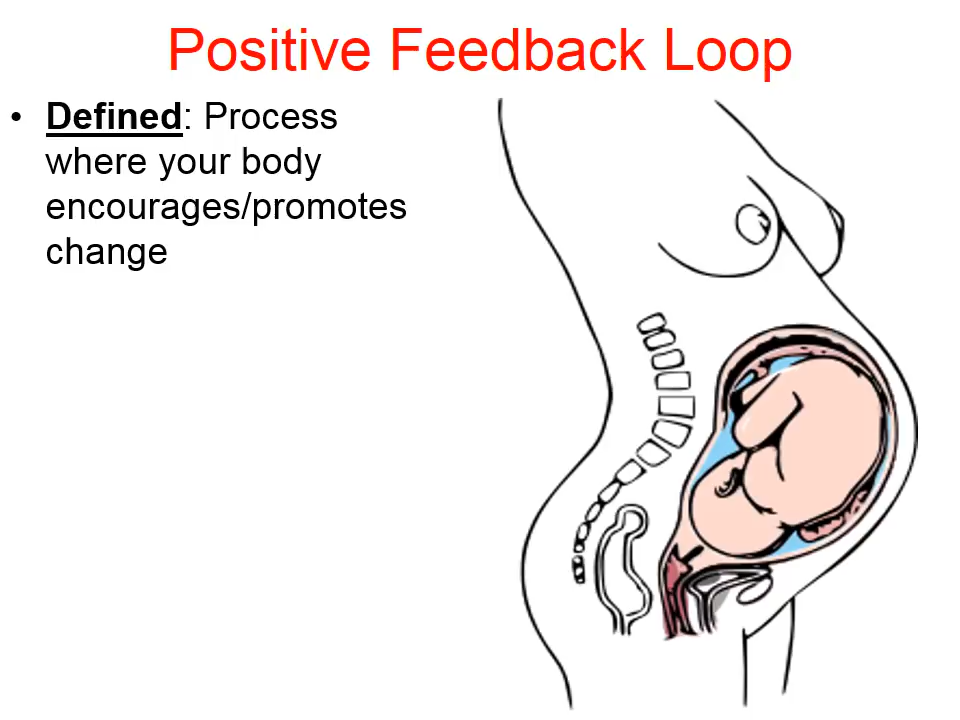 Positive Feedback Loop
• Defined: Process
where your body
encourages/promotes
change